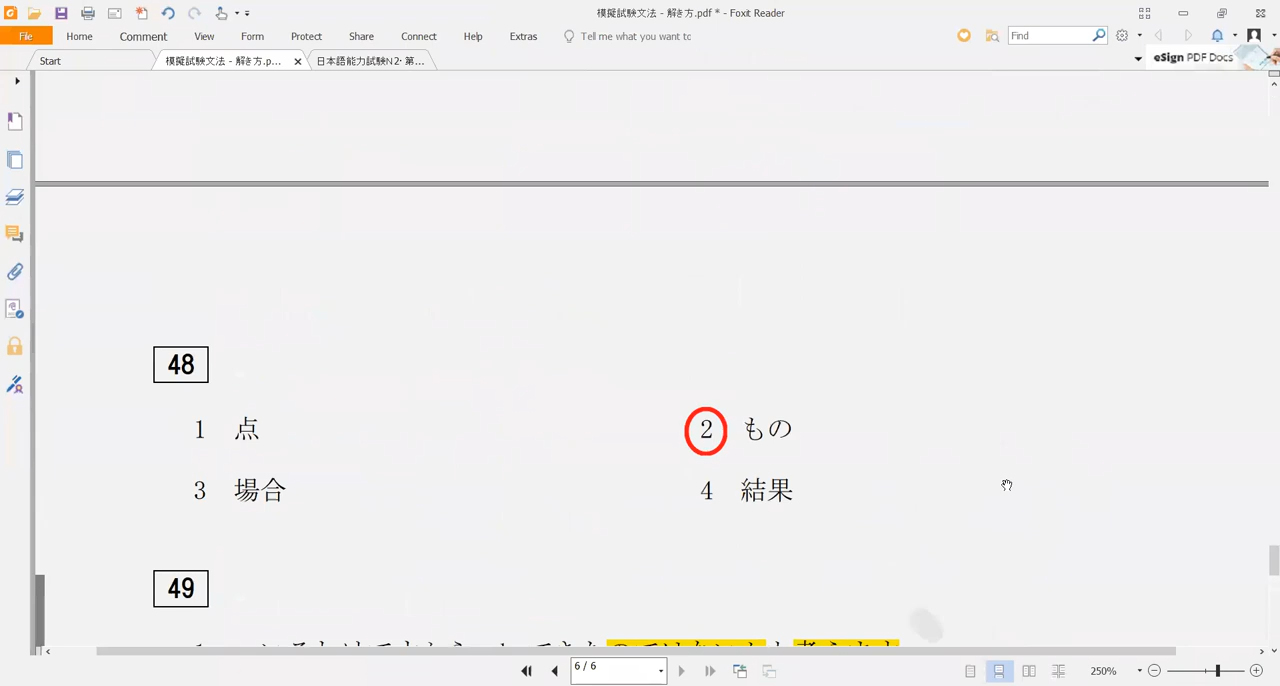 模擬試験文法 - 解き方.pdf * - Foxit Reader
File Home Comment View Form Protect Share Connect Help Extras Tell me what you want to Find
Start 模擬試験文法 - 解き方.p... 日本語能力試験N2· 第... eSign PDF Docs
48
1 点 2 もの
3 場合 4 結果
49
6 / 6 250%